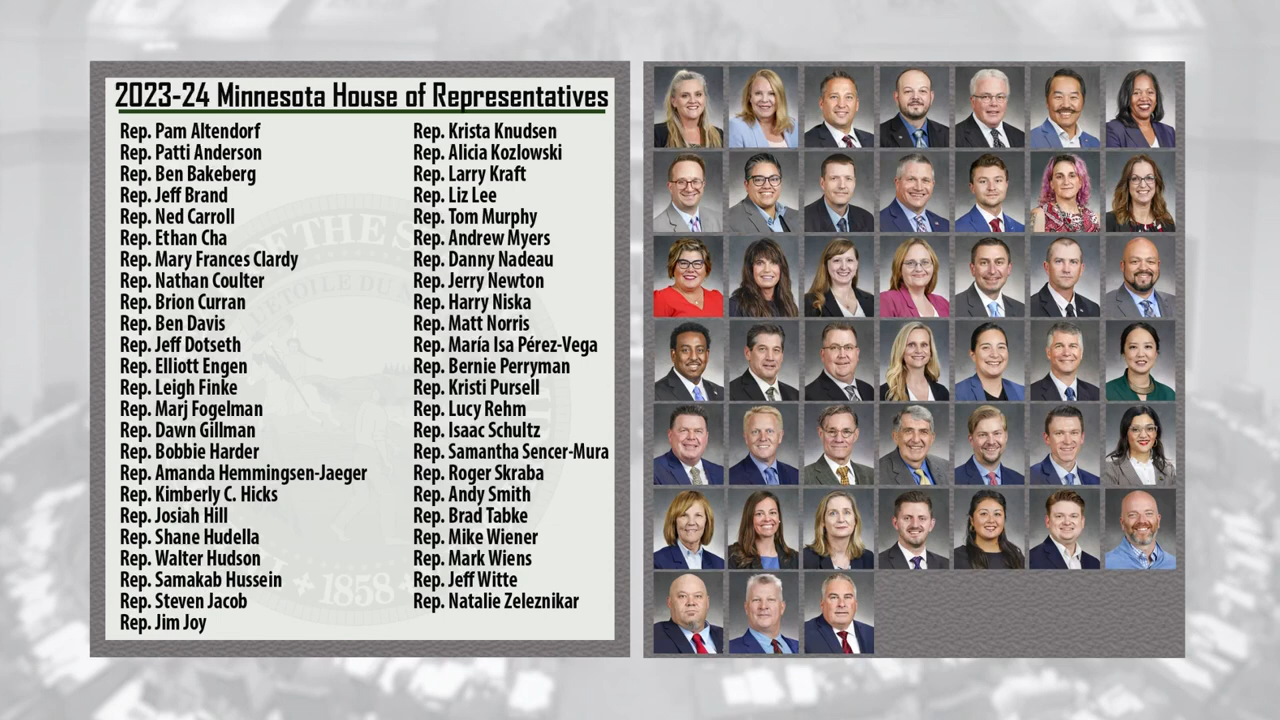 2023-24 Minnesota House of Representatives
Rep. Pam Altendorf
Rep. Patti Anderson
Rep. Ben Bakeberg
Rep. Jeff Brand
Rep. Ned Carroll
Rep. Ethan Cha
Rep. Mary Frances Clardy
Rep. Nathan Coulter
Rep. Brion Curran
Rep. Ben Davis
Rep. Jeff Dotseth
Rep. Elliott Engen
Rep. Leigh Finke
Rep. Marj Fogelman
Rep. Dawn Gillman
Rep. Bobbie Harder
Rep. Amanda Hemmingsen-Jaeger
Rep. Kimberly C. Hicks
Rep. Josiah Hill
Rep. Shane Hudella
Rep. Walter Hudson
Rep. Samakab Hussein
Rep. Steven Jacob
Rep. Jim Joy
Rep. Krista Knudsen
Rep. Alicia Kozlowski
Rep. Larry Kraft
Rep. Liz Lee
Rep. Tom Murphy
Rep. Andrew Myers
Rep. Danny Nadeau
Rep. Jerry Newton
Rep. Harry Niska
Rep. Matt Norris
Rep. María Isa Pérez-Vega
Rep. Bernie Perryman
Rep. Kristi Pursell
Rep. Lucy Rehm
Rep. Isaac Schultz
Rep. Samantha Sencer-Mura
Rep. Roger Skraba
Rep. Andy Smith
Rep. Brad Tabke
Rep. Mike Wiener
Rep. Mark Wiens
Rep. Jeff Witte
Rep. Natalie Zeleznikar
THE
1858